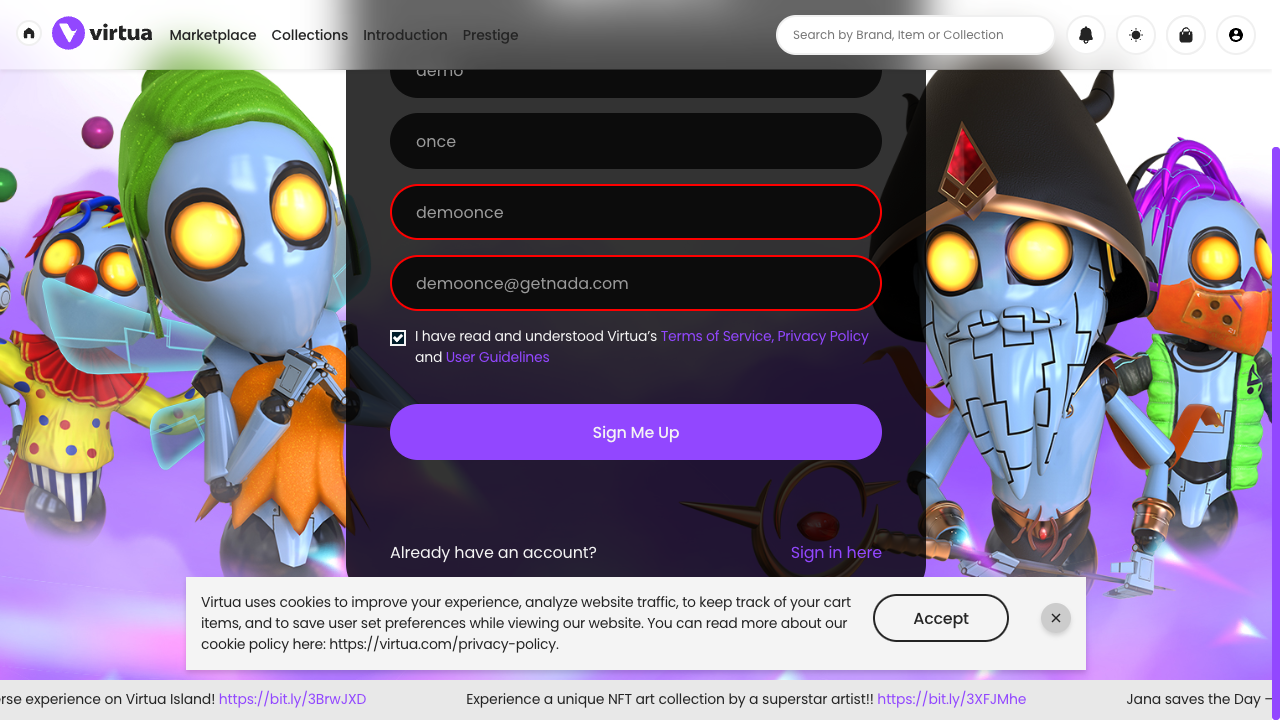 virtua
Marketplace
Collections
Introduction
Prestige
Search by Brand, Item or Collection
demo
once
demoonce
demoonce@getnada.com
I have read and understood Virtua’s Terms of Service, Privacy Policy
and User Guidelines
Sign Me Up
Already have an account?
Sign in here
Virtua uses cookies to improve your experience, analyze website traffic, to keep track of your cart
items, and to save user set preferences while viewing our website. You can read more about our
cookie policy here: https://virtua.com/privacy-policy.
Accept
rse experience on Virtua Island! https://bit.ly/3BrwJXD
Experience a unique NFT art collection by a superstar artist!! https://bit.ly/3XFJMhe
Jana saves the Day –